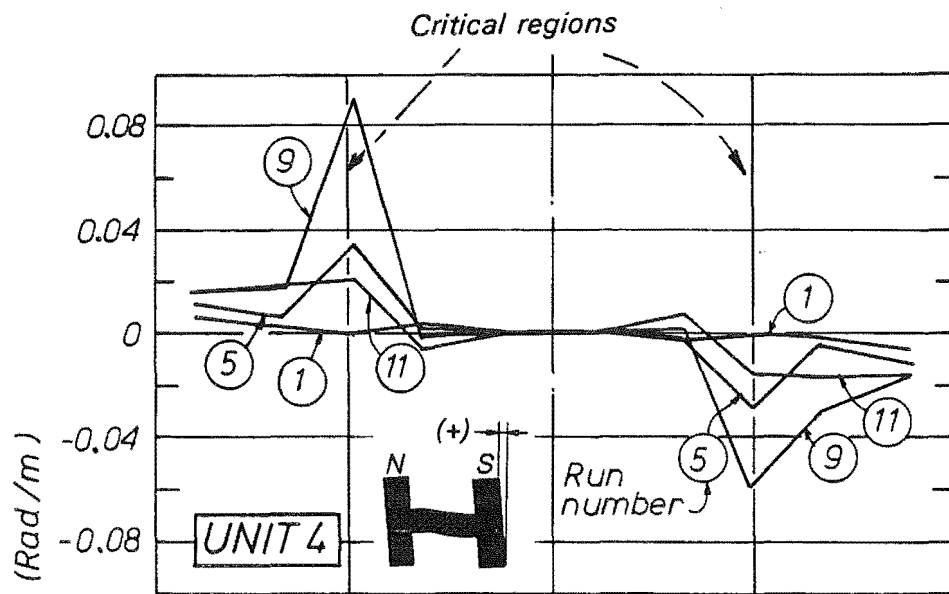 Critical regions
0.08
0.04
0
-0.04
-0.08
(Rad/m)
9
5
1
11
1
11
5
9
(+)
N
S
Run
number
UNIT 4